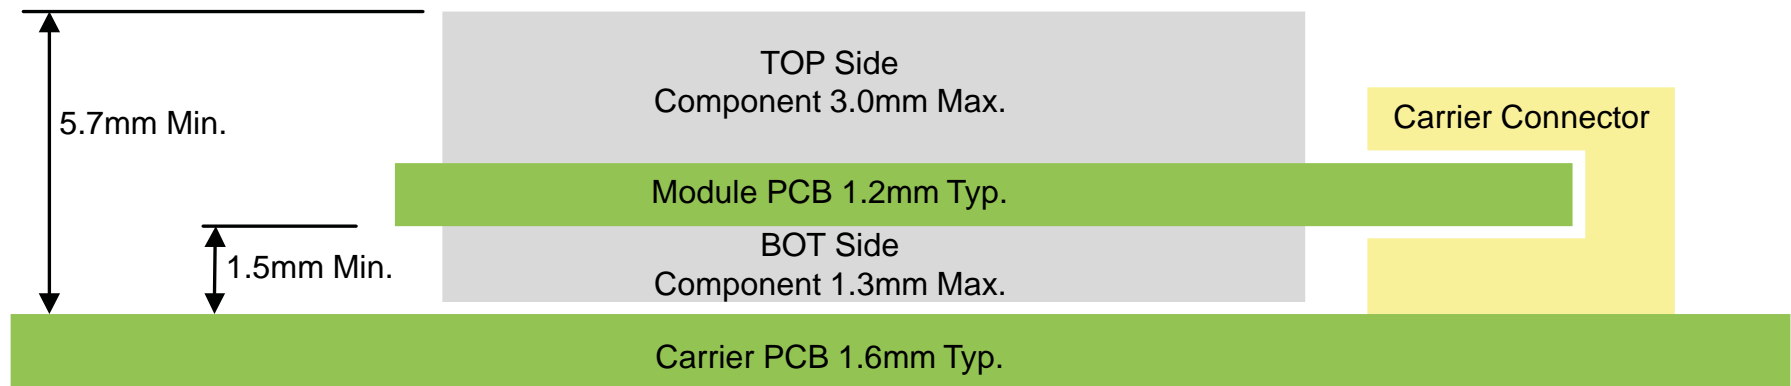 TOP Side
Component 3.0mm Max.
5.7mm Min.
Carrier Connector
Module PCB 1.2mm Typ.
BOT Side
1.5mm Min.
Component 1.3mm Max.
Carrier PCB 1.6mm Typ.